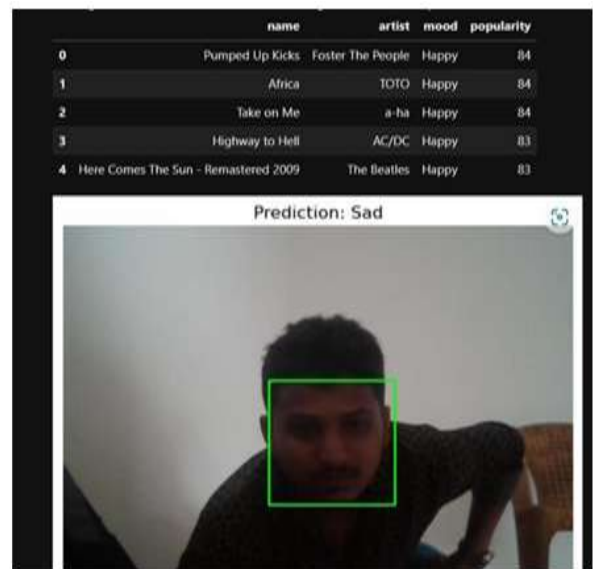 name artist mood popularity
0 Pumped Up Kicks Foster The People Happy 84
1 Africa TOTO Happy 84
2 Take on Me a-ha Happy 84
3 Highway to Hell AC/DC Happy 83
4 Here Comes The Sun - Remastered 2009 The Beatles Happy 83
Prediction: Sad